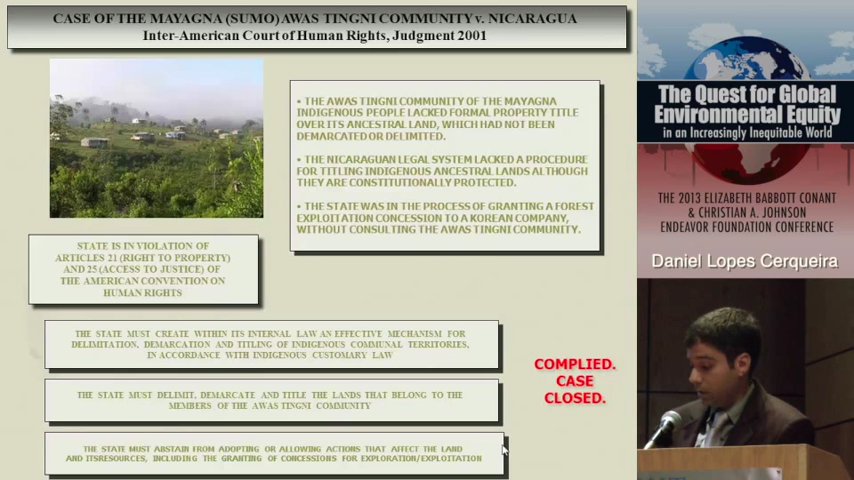 CASE OF THE MAYAGNA (SUMO) AWAS TINGNI COMMUNITY v. NICARAGUA
Inter-American Court of Human Rights, Judgment 2001
• THE AWAS TINGNI COMMUNITY OF THE MAYAGNA
INDIGENOUS PEOPLE LACKED FORMAL PROPERTY TITLE
OVER ITS ANCESTRAL LAND, WHICH HAD NOT BEEN
DEMARCATED OR DELIMITED.
• THE NICARAGUAN LEGAL SYSTEM LACKED A PROCEDURE
FOR TITLING INDIGENOUS ANCESTRAL LANDS ALTHOUGH
THEY ARE CONSTITUTIONALLY PROTECTED.
• THE STATE WAS IN THE PROCESS OF GRANTING A FOREST
EXPLOITATION CONCESSION TO A KOREAN COMPANY,
WITHOUT CONSULTING THE AWAS TINGNI COMMUNITY.
STATE IS IN VIOLATION OF
ARTICLES 21 (RIGHT TO PROPERTY)
AND 25 (ACCESS TO JUSTICE) OF
THE AMERICAN CONVENTION ON
HUMAN RIGHTS
THE STATE MUST CREATE WITHIN ITS INTERNAL LAW AN EFFECTIVE MECHANISM FOR
DELIMITATION, DEMARCATION AND TITLING OF INDIGENOUS COMMUNAL TERRITORIES,
IN ACCORDANCE WITH INDIGENOUS CUSTOMARY LAW
THE STATE MUST DELIMIT, DEMARCATE AND TITLE THE LANDS THAT BELONG TO THE
MEMBERS OF THE AWAS TINGNI COMMUNITY
THE STATE MUST ABSTAIN FROM ADOPTING OR ALLOWING ACTIONS THAT AFFECT THE LAND
AND ITSRESOURCES, INCLUDING THE GRANTING OF CONCESSIONS FOR EXPLORATION/EXPLOITATION
COMPLIED.
CASE
CLOSED.
The Quest for Global
Environmental Equity
in an Increasingly Inequitable World
THE 2013 ELIZABETH BABBOTT CONANT
& CHRISTIAN A. JOHNSON
ENDEAVOR FOUNDATION CONFERENCE
Daniel Lopes Cerqueira